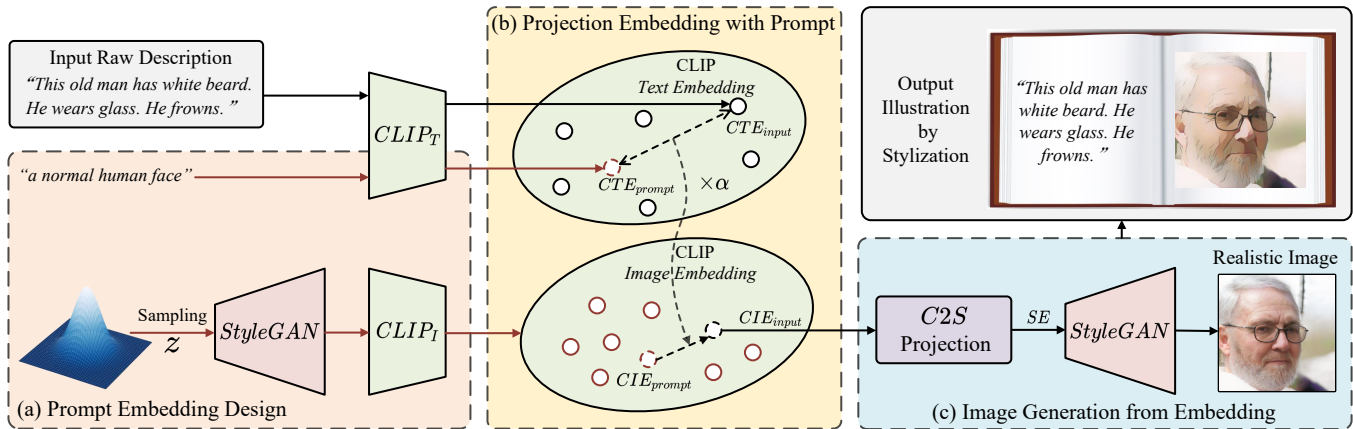 Input Raw Description
“This old man has white beard.
He wears glass. He frowns. ”
“a normal human face”
CLIP_T
Sampling
z
StyleGAN
CLIP_I
(a) Prompt Embedding Design
(b) Projection Embedding with Prompt
CLIP
Text Embedding
CTE_input
CTE_prompt
×α
CLIP
Image Embedding
CIE_input
CIE_prompt
Output
Illustration
by
Stylization
“This old man has
white beard. He
wears glass. He
frowns. ”
C2S
Projection
SE
StyleGAN
Realistic Image
(c) Image Generation from Embedding